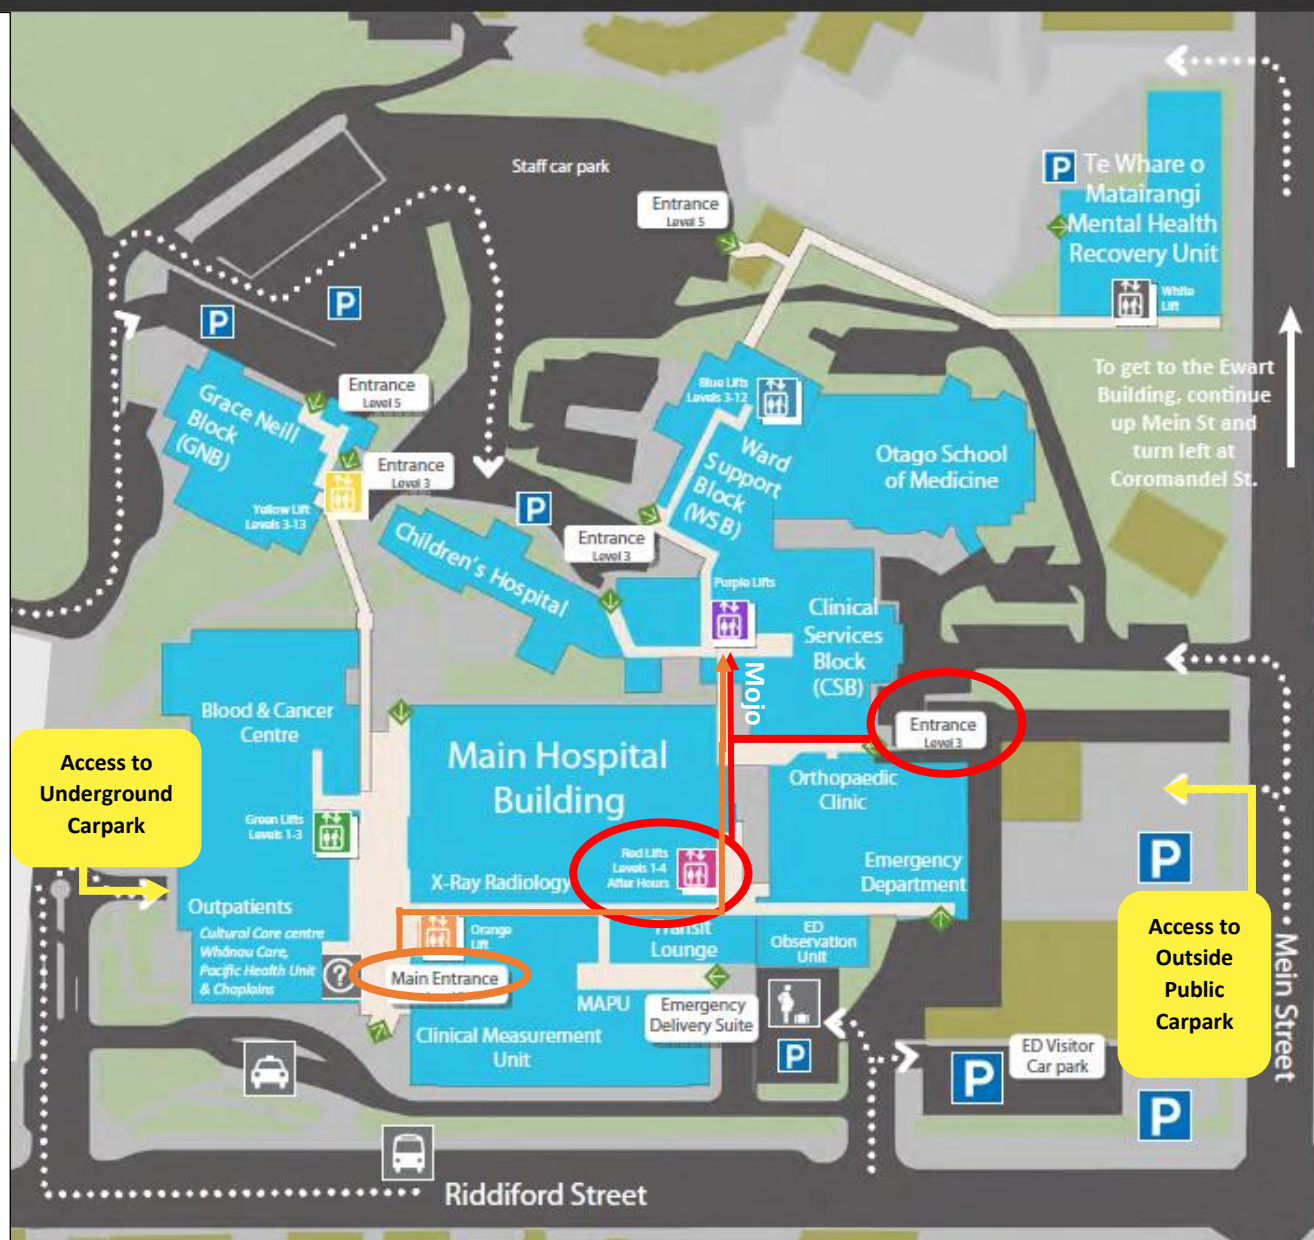 Staff car park
Entrance
Level 5
P
Te Whare o
Matairangi
Mental Health
Recovery Unit
White
Lift
P
P
To get to the Ewart
Building, continue
up Mein St and
turn left at
Coromandel St.
Entrance
Level 5
Grace Neill
Block
(GNB)
Blue Lifts
Levels 3-12
Ward
Support
Block
(WSB)
Otago School
of Medicine
Entrance
Level 3
Yellow Lift
Levels 3-13
P
Children's Hospital
Entrance
Level 3
Purple Lifts
Clinical
Services
Block
(CSB)
Mojo
Blood & Cancer
Centre
Entrance
Level 3
Access to
Underground
Carpark
Main Hospital
Building
Orthopaedic
Clinic
Green Lifts
Levels 1-3
Red Lifts
Levels 1-4
After Hours
X-Ray Radiology
Emergency
Department
P
Outpatients
Cultural Care centre
Whānau Care,
Pacific Health Unit
& Chaplains
?
Orange
Lift
Main Entrance
Transit
Lounge
ED
Observation
Unit
Access to
Outside
Public
Carpark
Mein Street
MAPU
Emergency
Delivery Suite
Clinical Measurement
Unit
P
ED Visitor
Car park
P
P
Riddiford Street